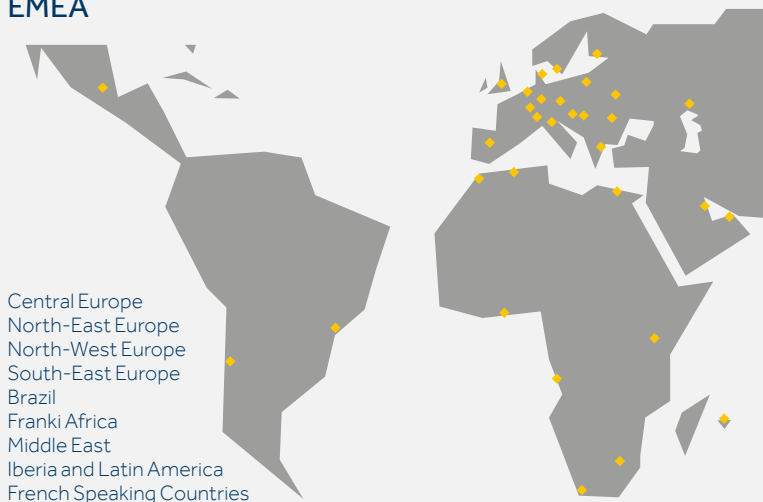 EMEA
Central Europe
North-East Europe
North-West Europe
South-East Europe
Brazil
Franki Africa
Middle East
Iberia and Latin America
French Speaking Countries